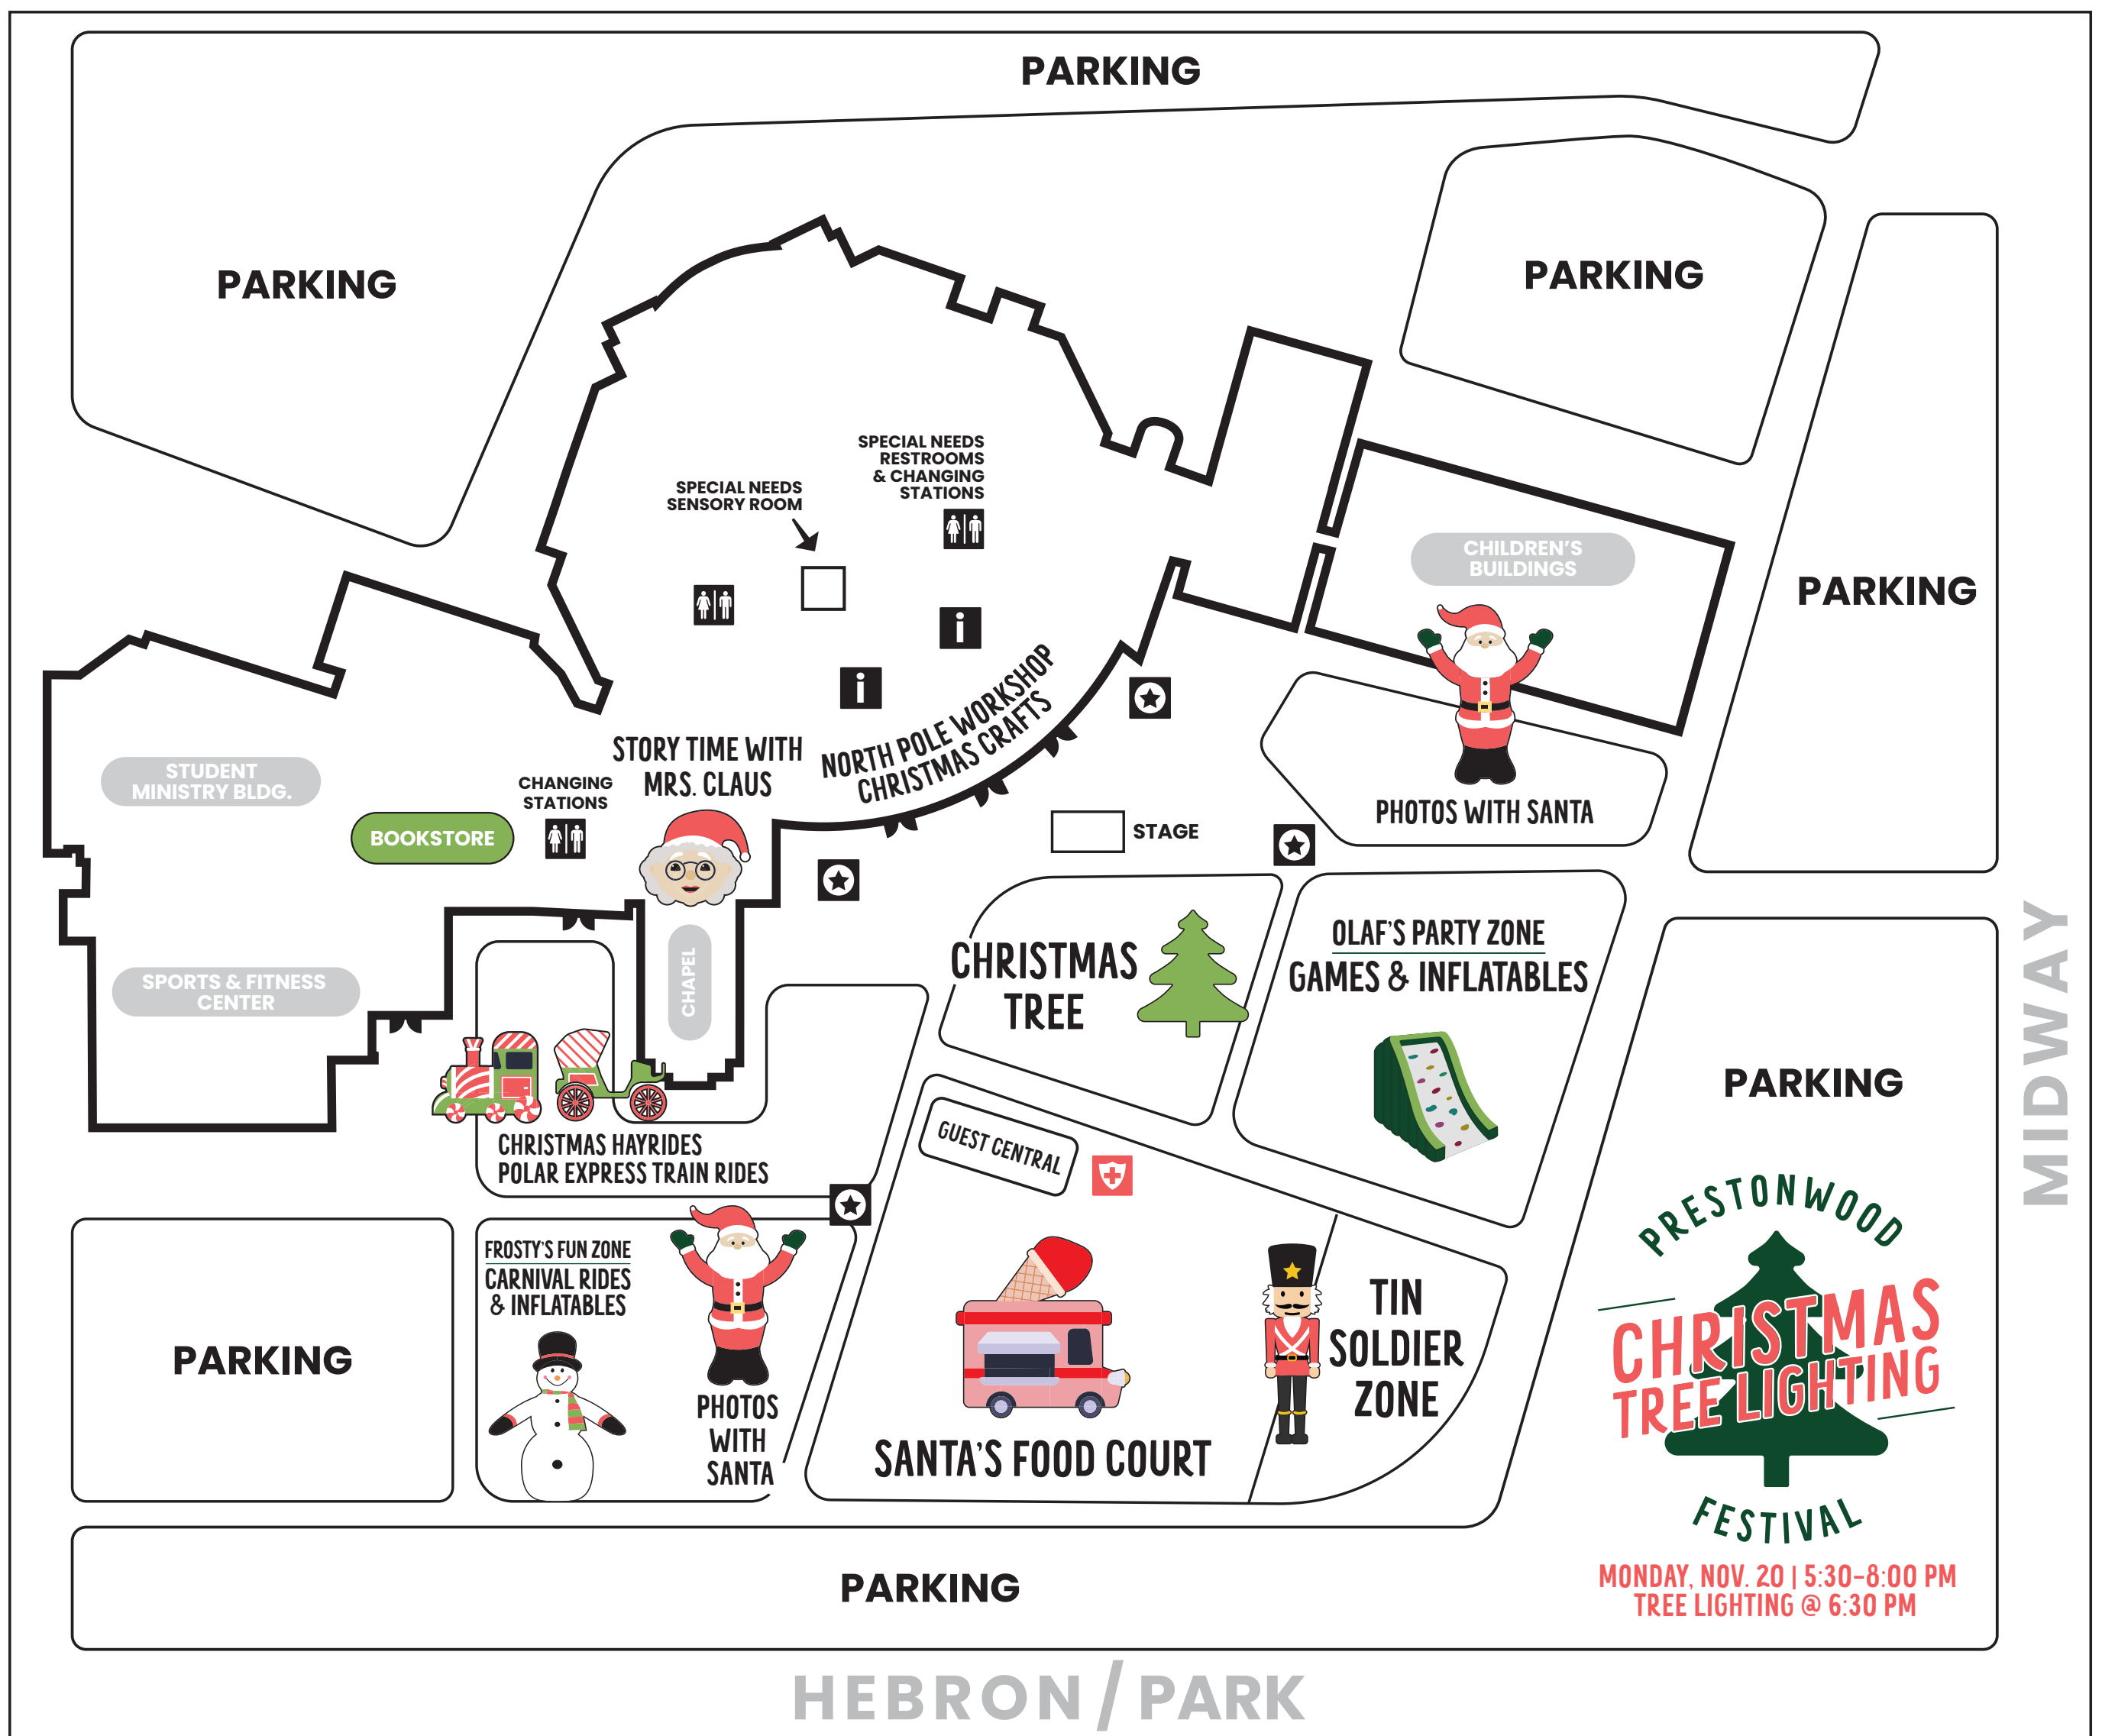 PARKING
PARKING
PARKING
PARKING
SPECIAL NEEDS
RESTROOMS
& CHANGING
STATIONS
SPECIAL NEEDS
SENSORY ROOM
CHILDREN'S
BUILDINGS
i
i
NORTH POLE WORKSHOP
CHRISTMAS CRAFTS
STORY TIME WITH
MRS. CLAUS
STUDENT
MINISTRY BLDG.
CHANGING
STATIONS
BOOKSTORE
STAGE
PHOTOS WITH SANTA
CHAPEL
SPORTS & FITNESS
CENTER
CHRISTMAS
TREE
OLAF'S PARTY ZONE
GAMES & INFLATABLES
PARKING
MIDWAY
CHRISTMAS HAYRIDES
POLAR EXPRESS TRAIN RIDES
GUEST CENTRAL
FROSTY'S FUN ZONE
CARNIVAL RIDES
& INFLATABLES
PARKING
PHOTOS
WITH
SANTA
SANTA'S FOOD COURT
TIN
SOLDIER
ZONE
PRESTONWOOD
CHRISTMAS
TREE LIGHTING
FESTIVAL
MONDAY, NOV. 20 | 5:30-8:00 PM
TREE LIGHTING @ 6:30 PM
PARKING
HEBRON/PARK